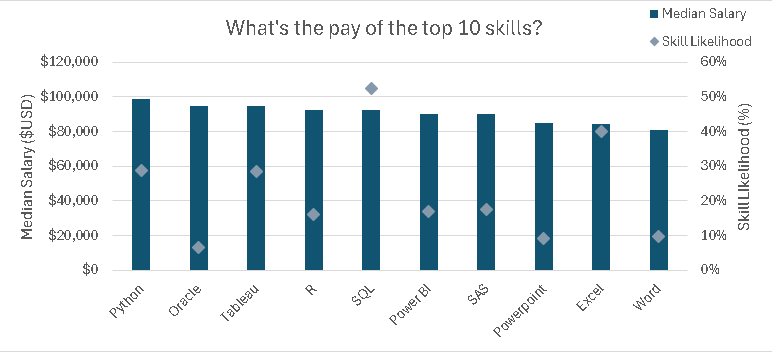 What's the pay of the top 10 skills?
Median Salary
Skill Likelihood
$120,000
$100,000
$80,000
$60,000
$40,000
$20,000
$0
Median Salary ($USD)
60%
50%
40%
30%
20%
10%
0%
Skill LIkelihood (%)
Python
Oracle
Tableau
R
SQL
Power BI
SAS
Powerpoint
Excel
Word